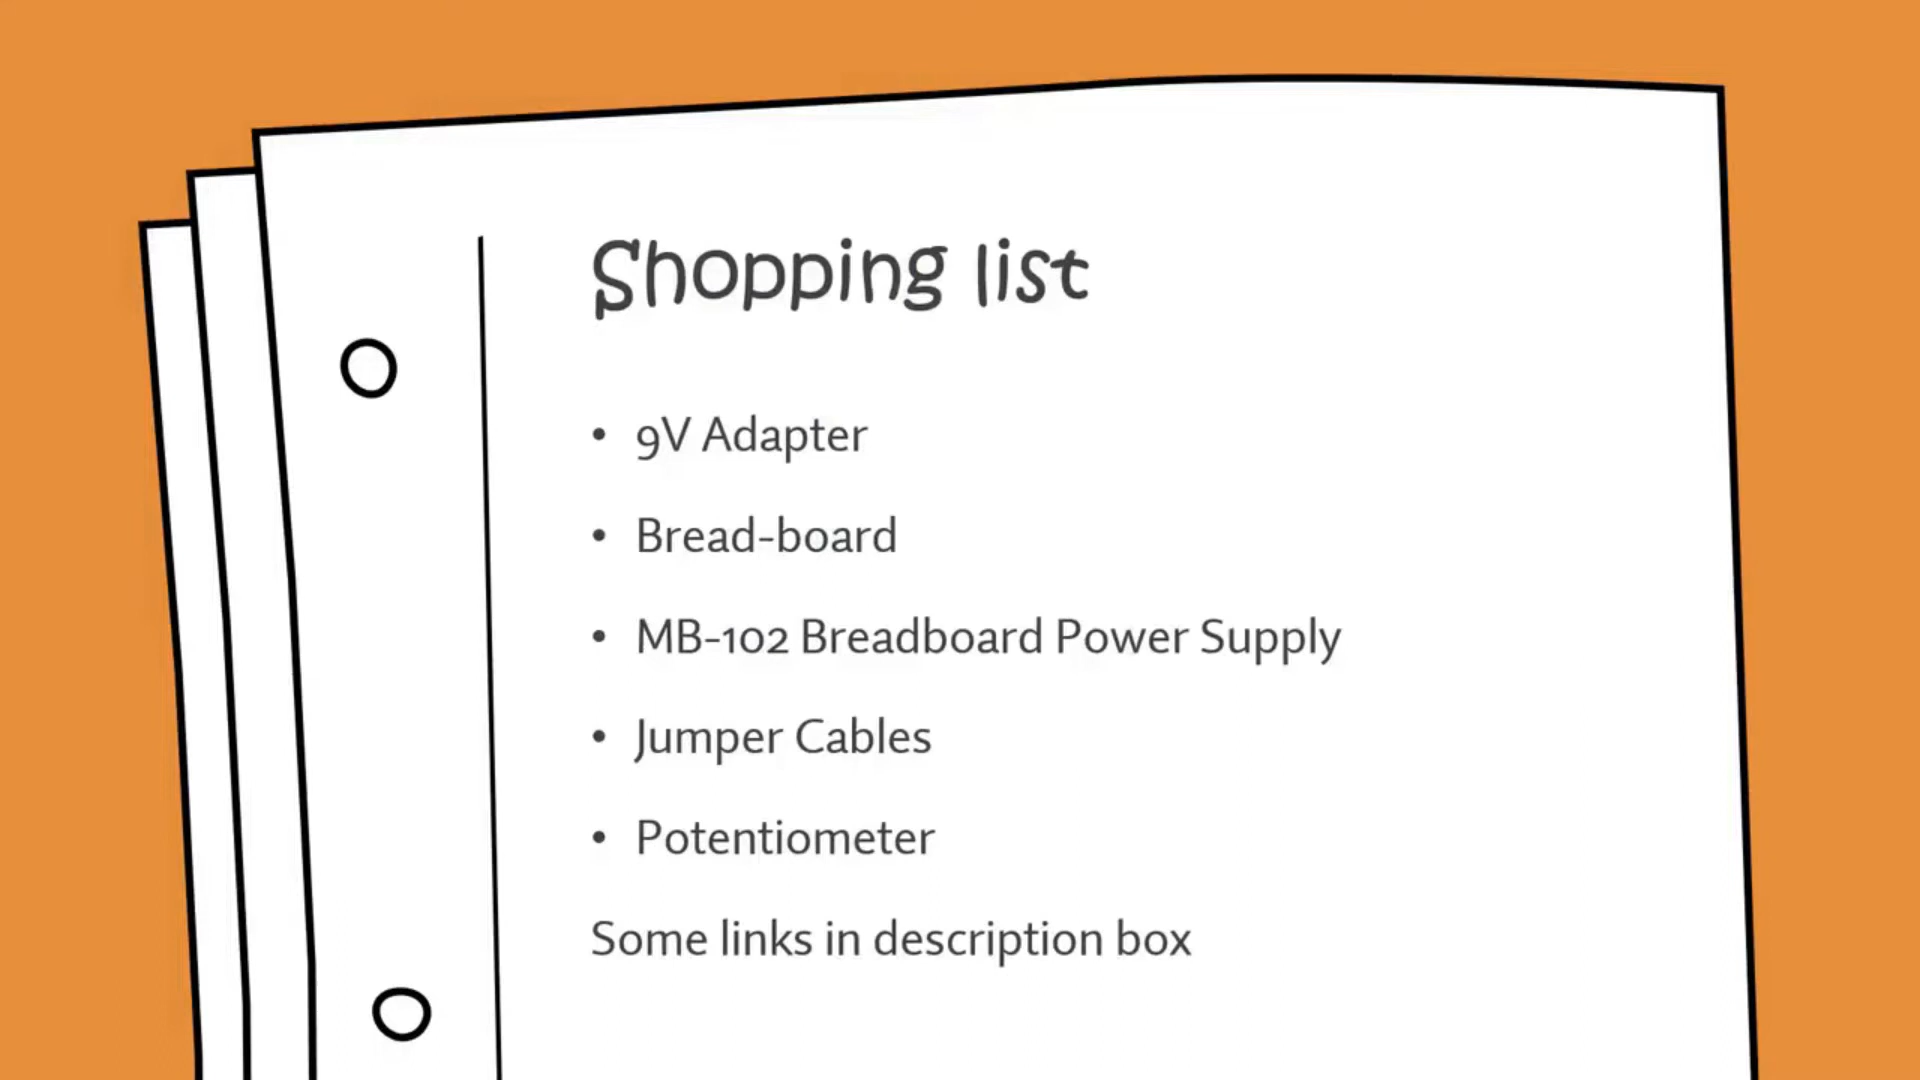 Shopping list
• 9V Adapter
• Bread-board
• MB-102 Breadboard Power Supply
• Jumper Cables
• Potentiometer
Some links in description box